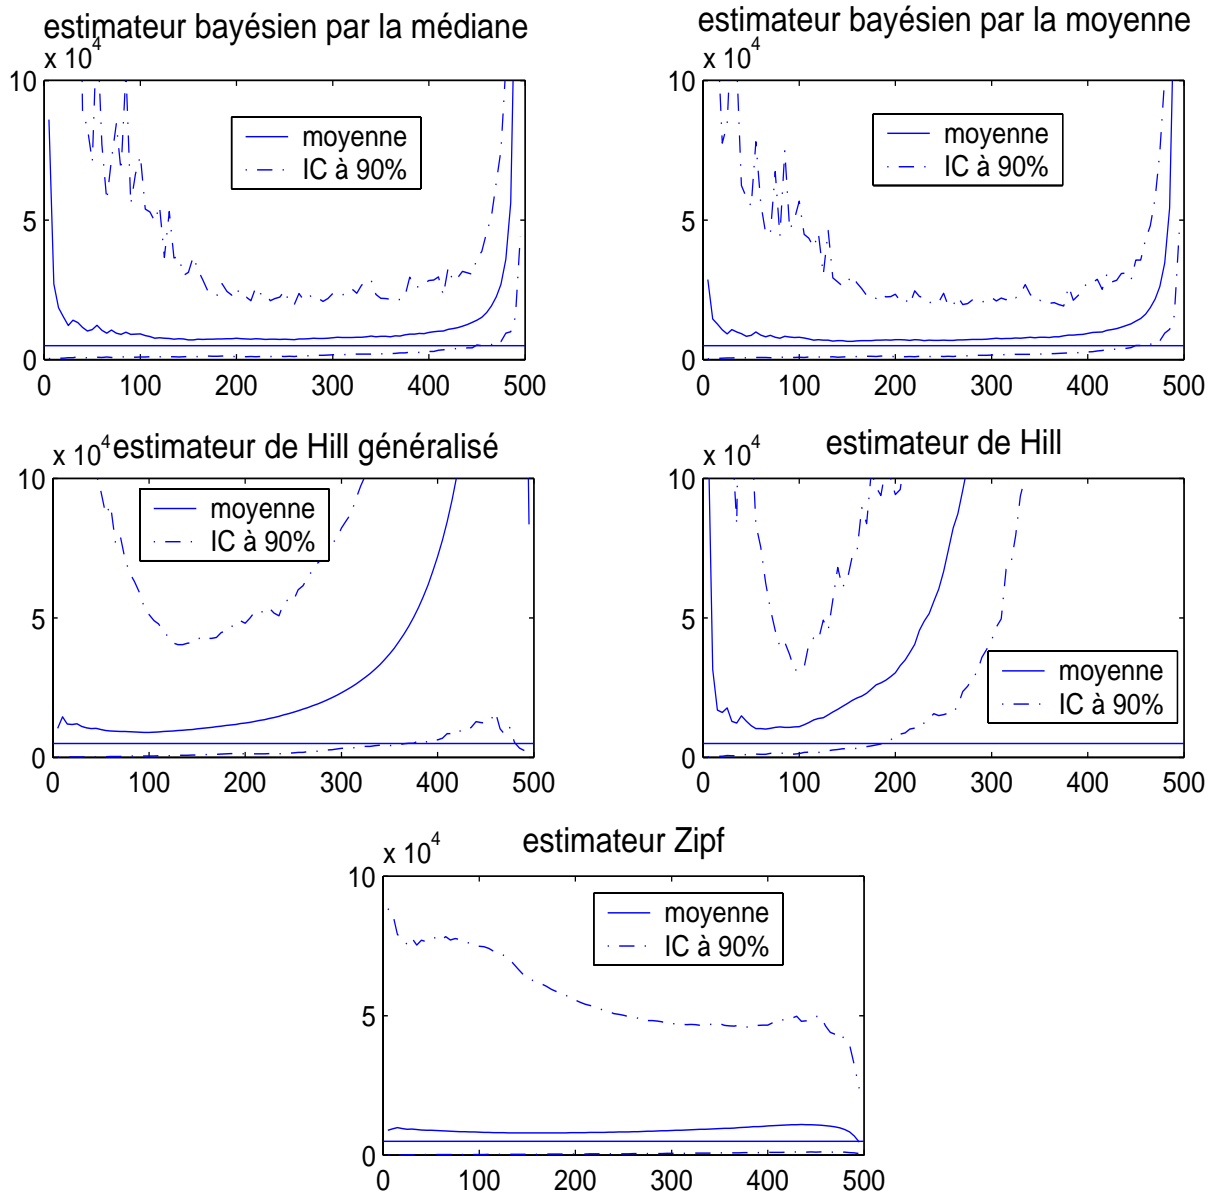 estimateur bayésien par la médiane
x 10^4
10
5
0
0 100 200 300 400 500
moyenne
IC à 90%
estimateur bayésien par la moyenne
x 10^4
10
5
0
0 100 200 300 400 500
moyenne
IC à 90%
estimateur de Hill généralisé
x 10^4
10
5
0
0 100 200 300 400 500
moyenne
IC à 90%
estimateur de Hill
x 10^4
10
5
0
0 100 200 300 400 500
moyenne
IC à 90%
estimateur Zipf
x 10^4
10
5
0
0 100 200 300 400 500
moyenne
IC à 90%